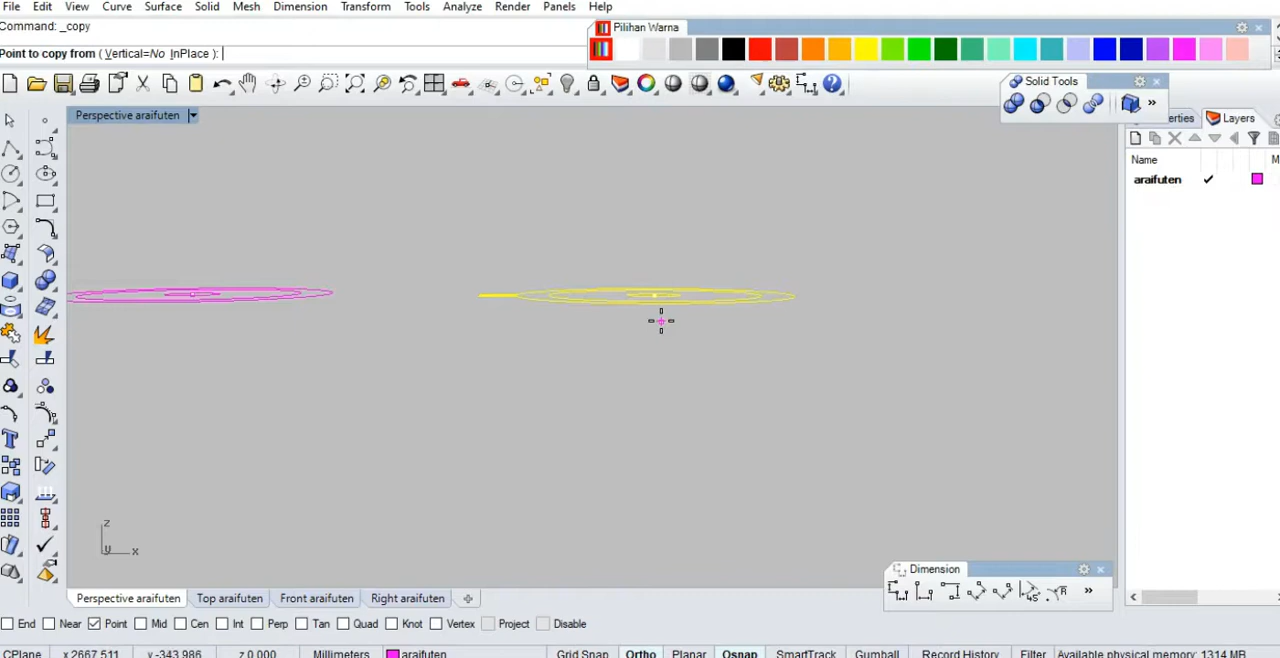 File Edit View Curve Surface Solid Mesh Dimension Transform Tools Analyze Render Panels Help
Command: _copy
Pilihan Warna
Point to copy from ( Vertical=No InPlace ):
Solid Tools
Perspective araifuten
erties Layers
Name M
araifuten
z
y x
Dimension
45°
R
Perspective araifuten Top araifuten Front araifuten Right araifuten
End Near Point Mid Cen Int Perp Tan Quad Knot Vertex Project Disable
CPlane x 2667.511 y -343.986 z 0.000 Millimeters araifuten Grid Snap Ortho Planar Osnap SmartTrack Gumball Record History Filter Available physical memory: 1314 MB